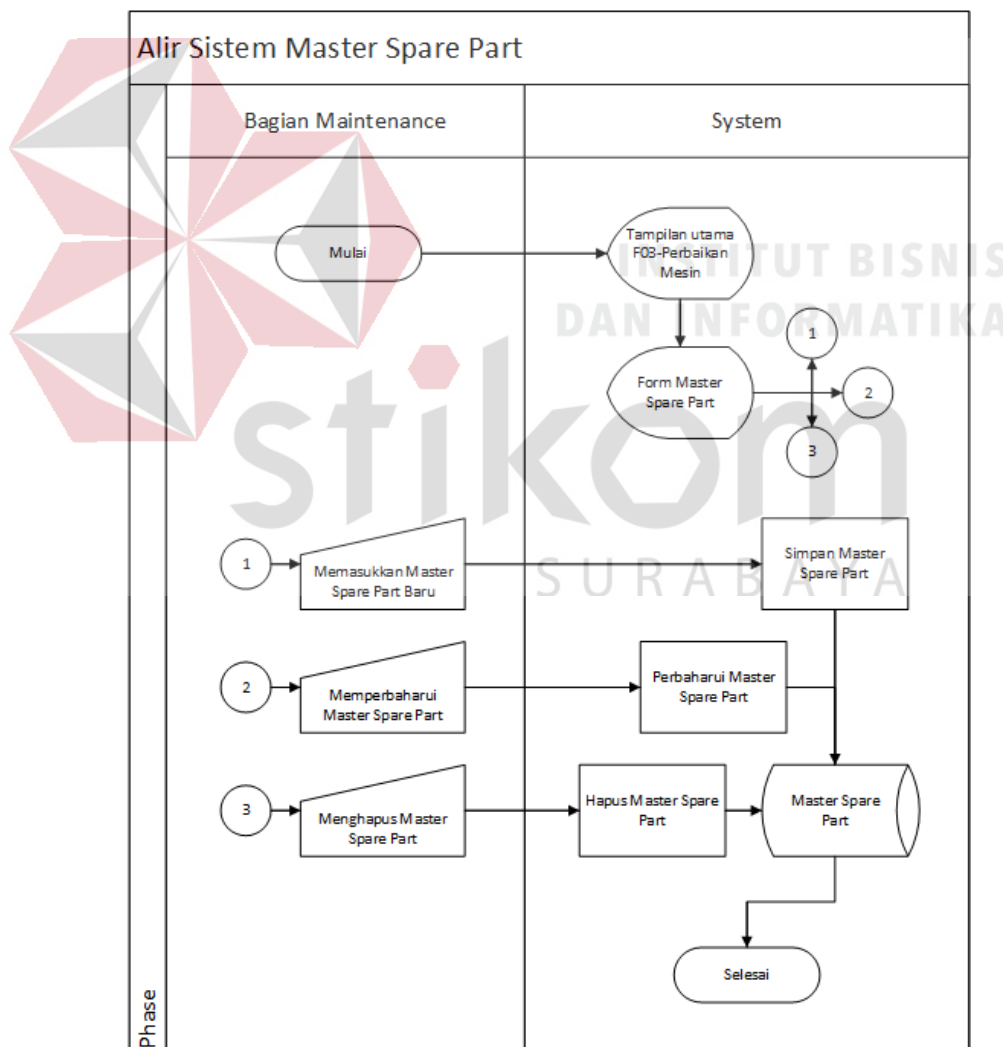 Alir Sistem Master Spare Part
Bagian Maintenance
System
Mulai
Tampilan utama
F03-Perbaikan
Mesin
INSTITUT BISNIS
DAN INFORMATIKA
1
Form Master
Spare Part
2
3
stikom
SURABAYA
1
Memasukkan Master
Spare Part Baru
Simpan Master
Spare Part
2
Memperbaharui
Master Spare Part
Perbaharui Master
Spare Part
3
Menghapus Master
Spare Part
Hapus Master Spare
Part
Master Spare
Part
Selesai
Phase